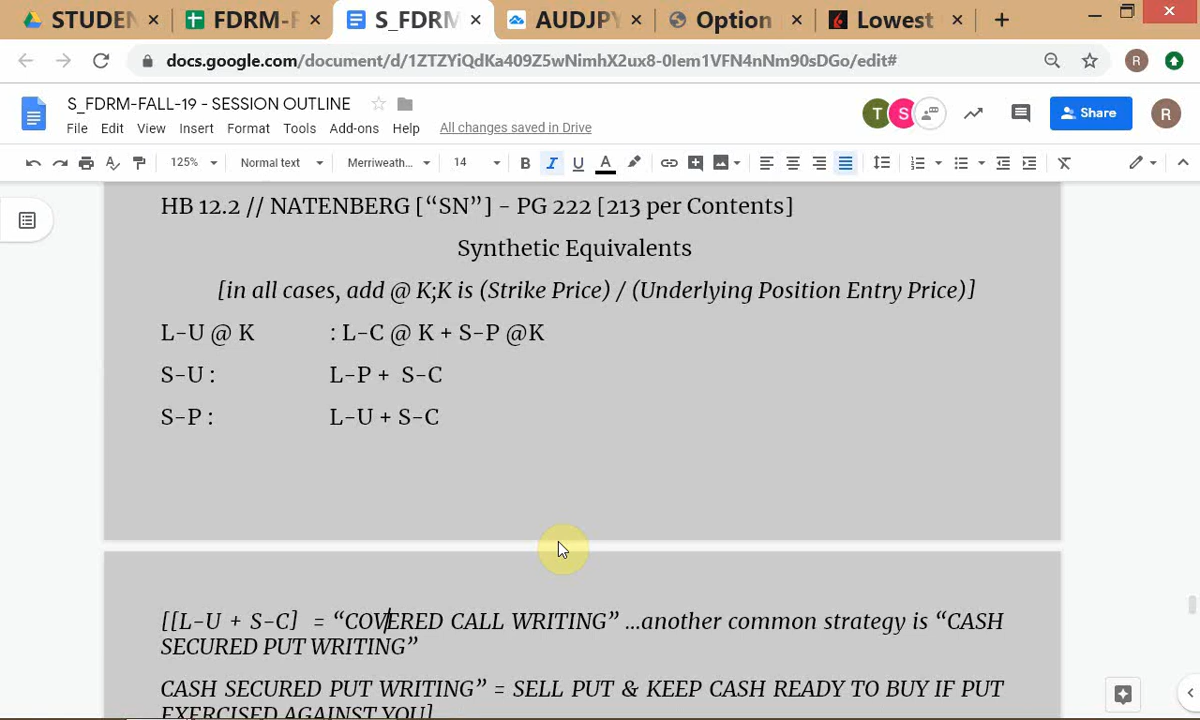 STUDEN
FDRM-F
S_FDRM
AUDJPY
Option
Lowest
docs.google.com/document/d/1ZTZYiQdKa409Z5wNimhX2ux8-0Iem1VFN4nNm90sDGo/edit#
R
S_FDRM-FALL-19 - SESSION OUTLINE
T
S
Share
R
File Edit View Insert Format Tools Add-ons Help All changes saved in Drive
125% Normal text Merriweath... 14 B I U A
HB 12.2 // NATENBERG [“SN”] - PG 222 [213 per Contents]
Synthetic Equivalents
[in all cases, add @ K;K is (Strike Price) / (Underlying Position Entry Price)]
L-U @ K : L-C @ K + S-P @K
S-U : L-P + S-C
S-P : L-U + S-C
[[L-U + S-C] = “COVERED CALL WRITING” ...another common strategy is “CASH
SECURED PUT WRITING”
CASH SECURED PUT WRITING” = SELL PUT & KEEP CASH READY TO BUY IF PUT
EXERCISED AGAINST YOU]